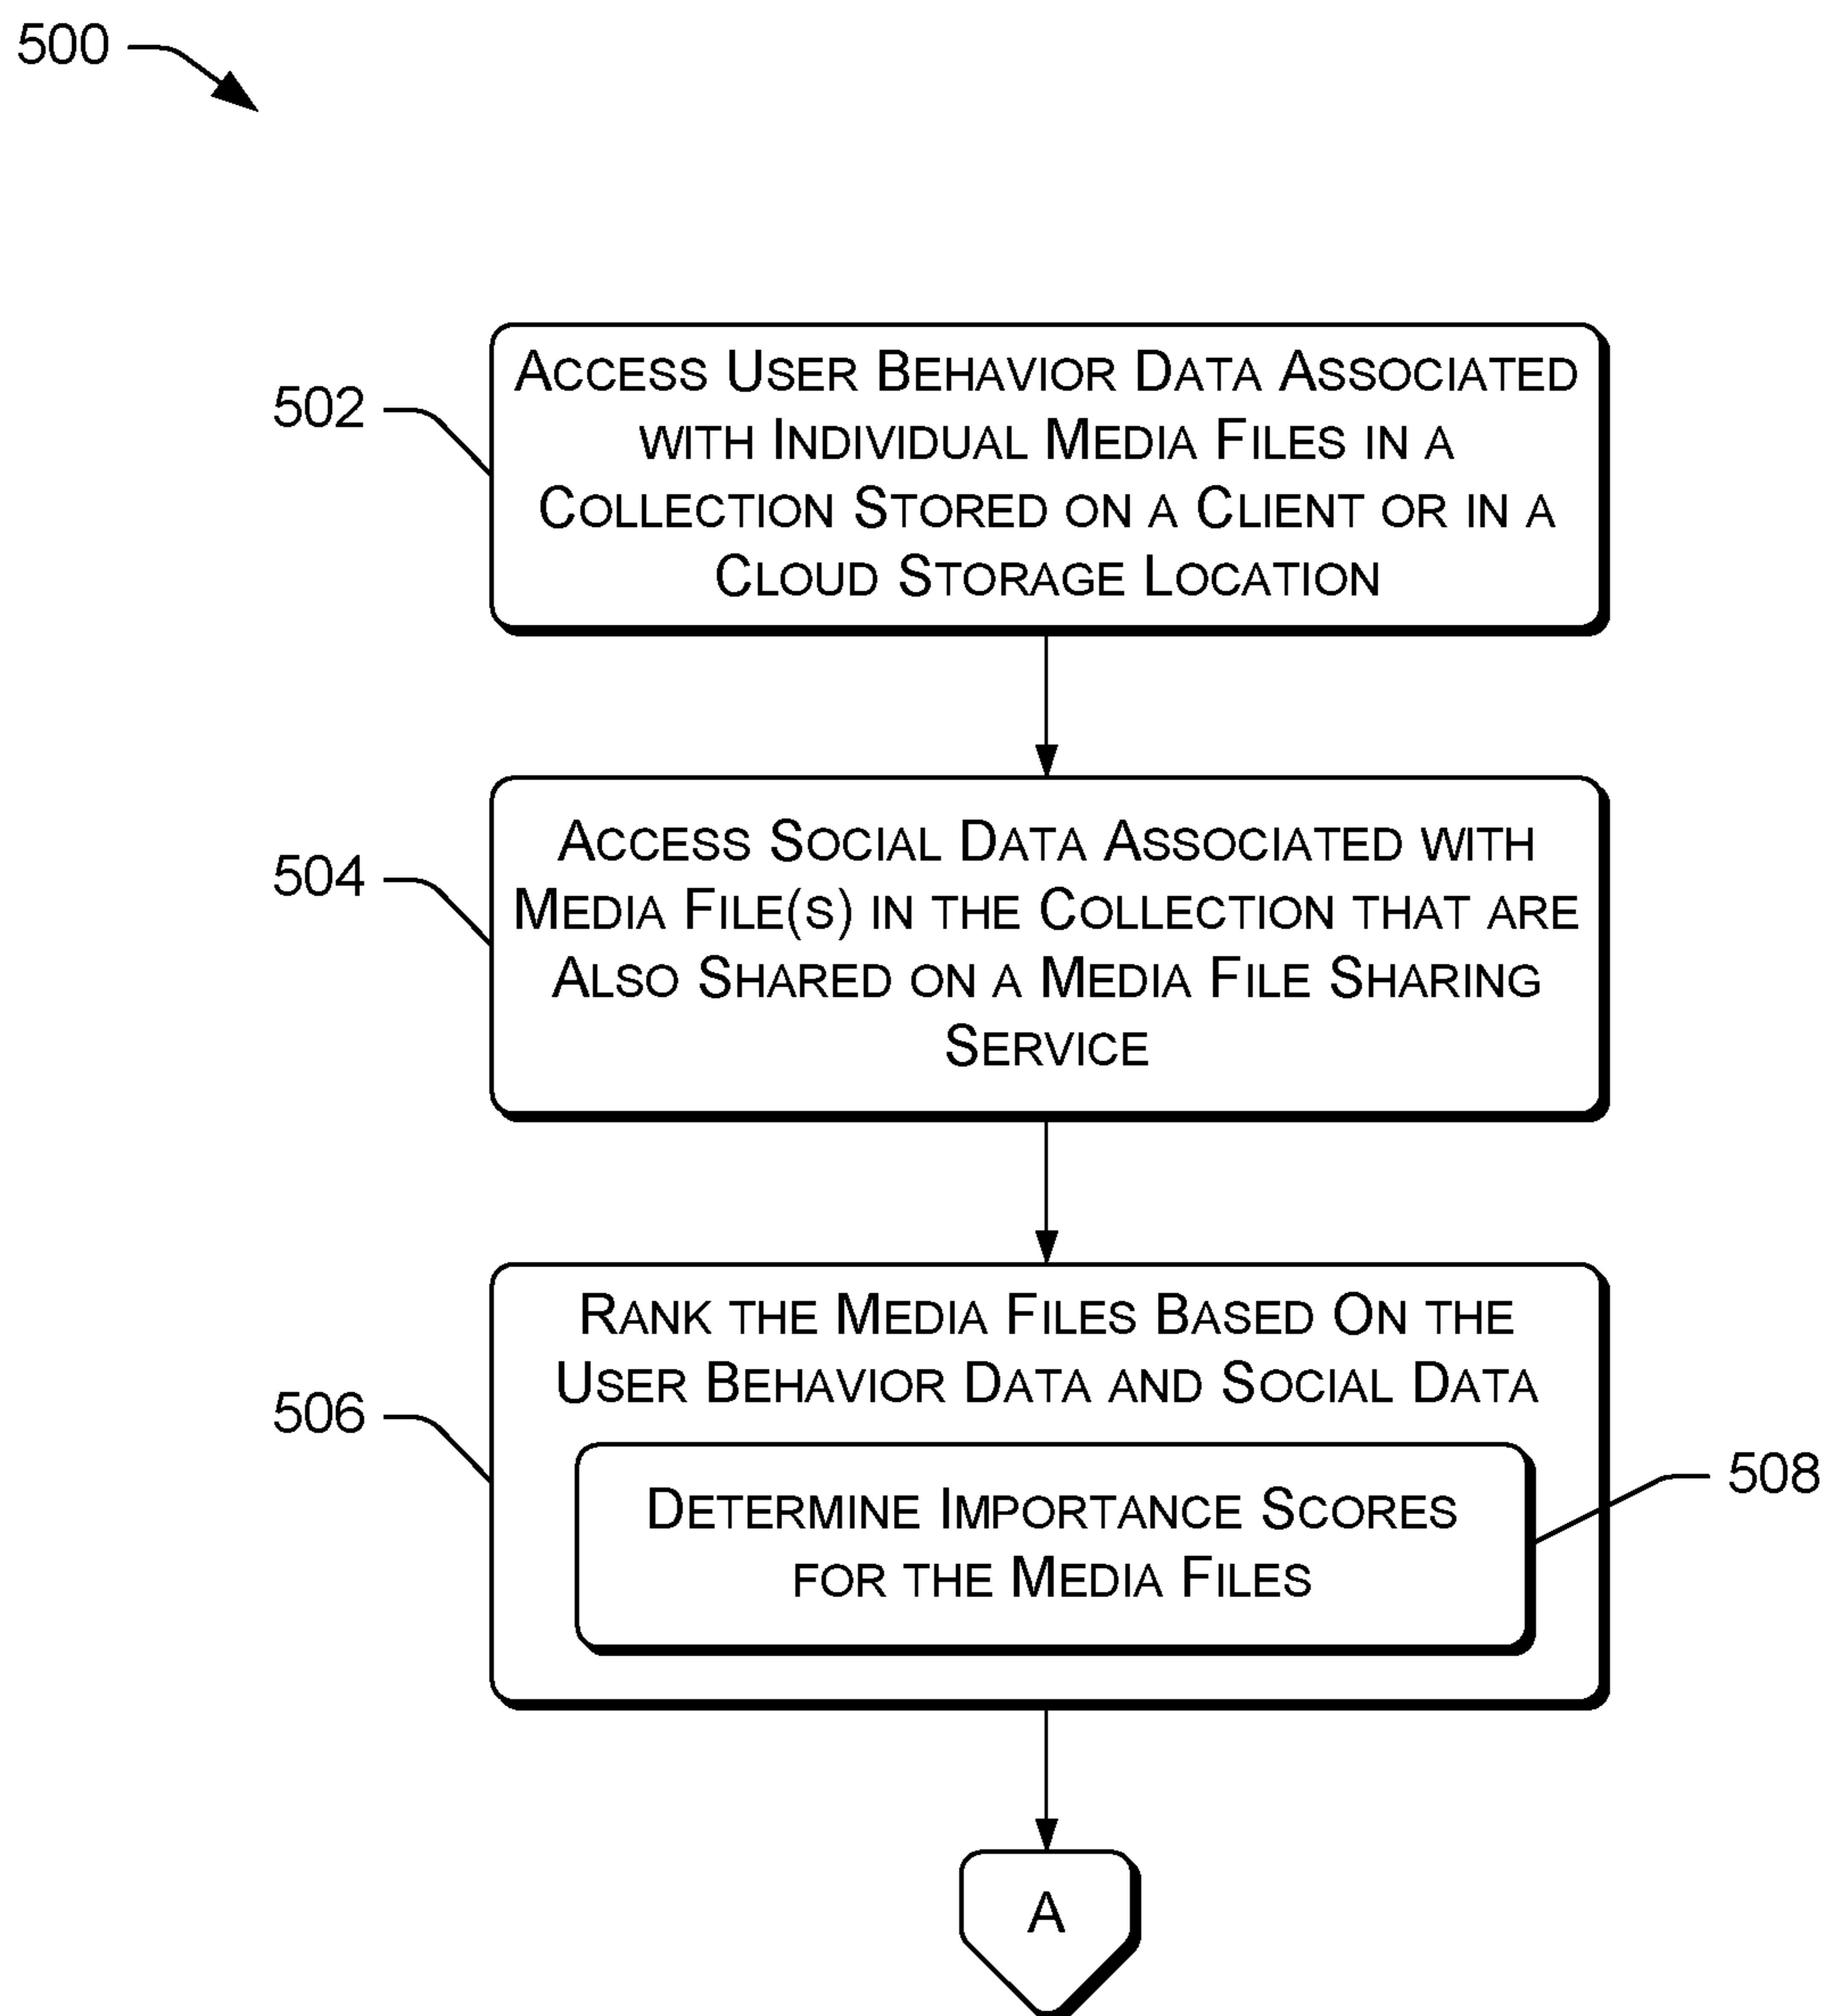 500
502
Access User Behavior Data Associated
with Individual Media Files in a
Collection Stored on a Client or in a
Cloud Storage Location
504
Access Social Data Associated with
Media File(s) in the Collection that are
Also Shared on a Media File Sharing
Service
506
Rank the Media Files Based On the
User Behavior Data and Social Data
508
Determine Importance Scores
for the Media Files
A